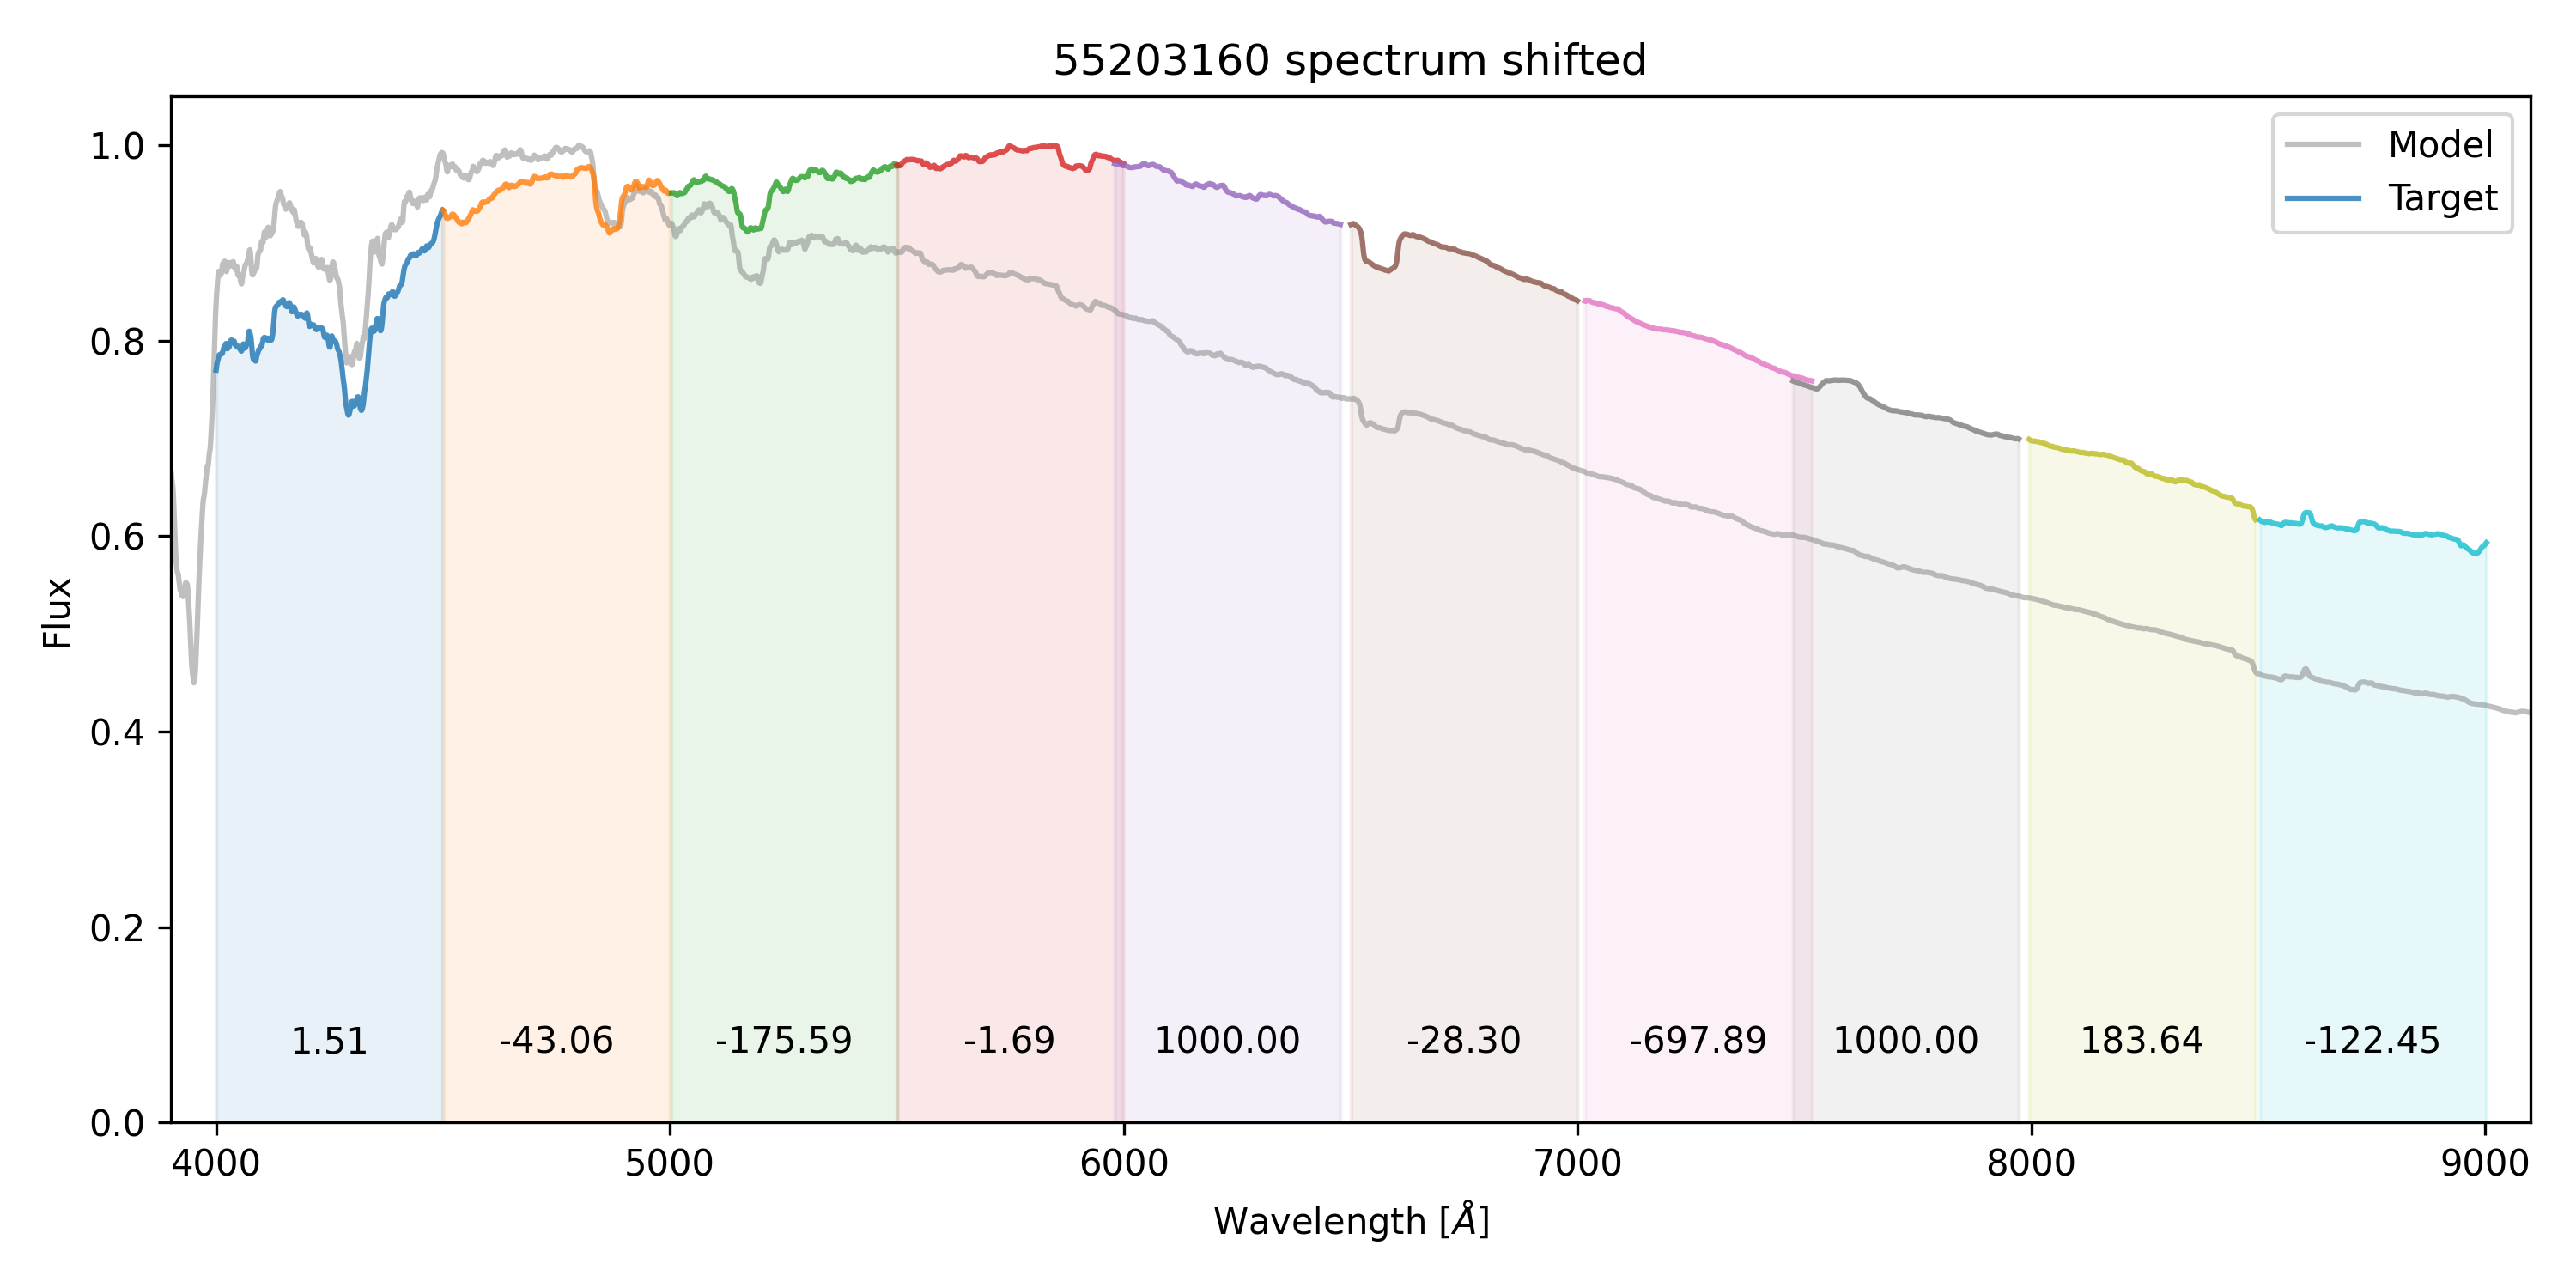 55203160 spectrum shifted
Model
Target
Flux
1.0
0.8
0.6
0.4
0.2
0.0
1.51 -43.06 -175.59 -1.69 1000.00 -28.30 -697.89 1000.00 183.64 -122.45
4000 5000 6000 7000 8000 9000
Wavelength [Å]